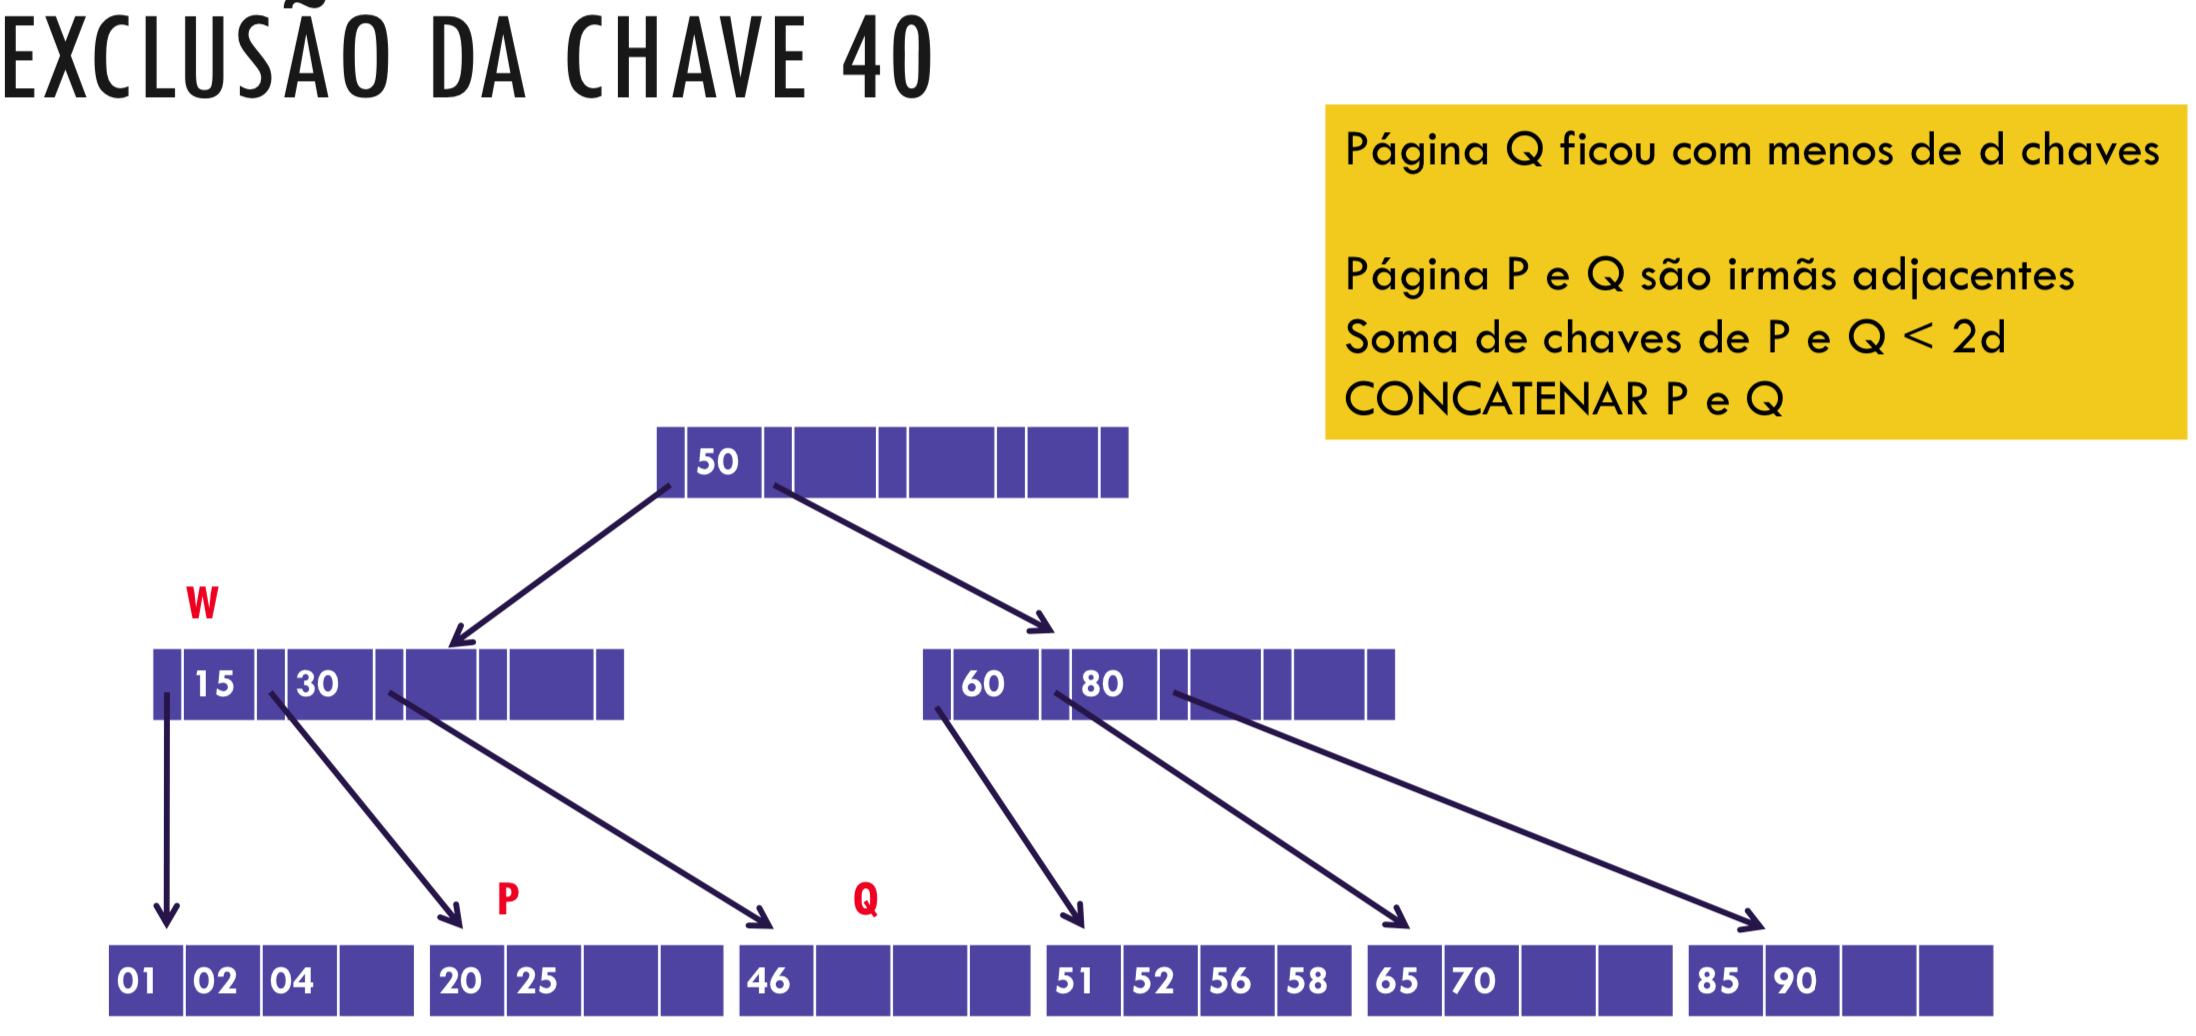 EXCLUSÃO DA CHAVE 40
Página Q ficou com menos de d chaves
Página P e Q são irmãs adjacentes
Soma de chaves de P e Q < 2d
CONCATENAR P e Q
50
W
15 30
60 80
P
Q
01 02 04
20 25
46
51 52 56 58
65 70
85 90